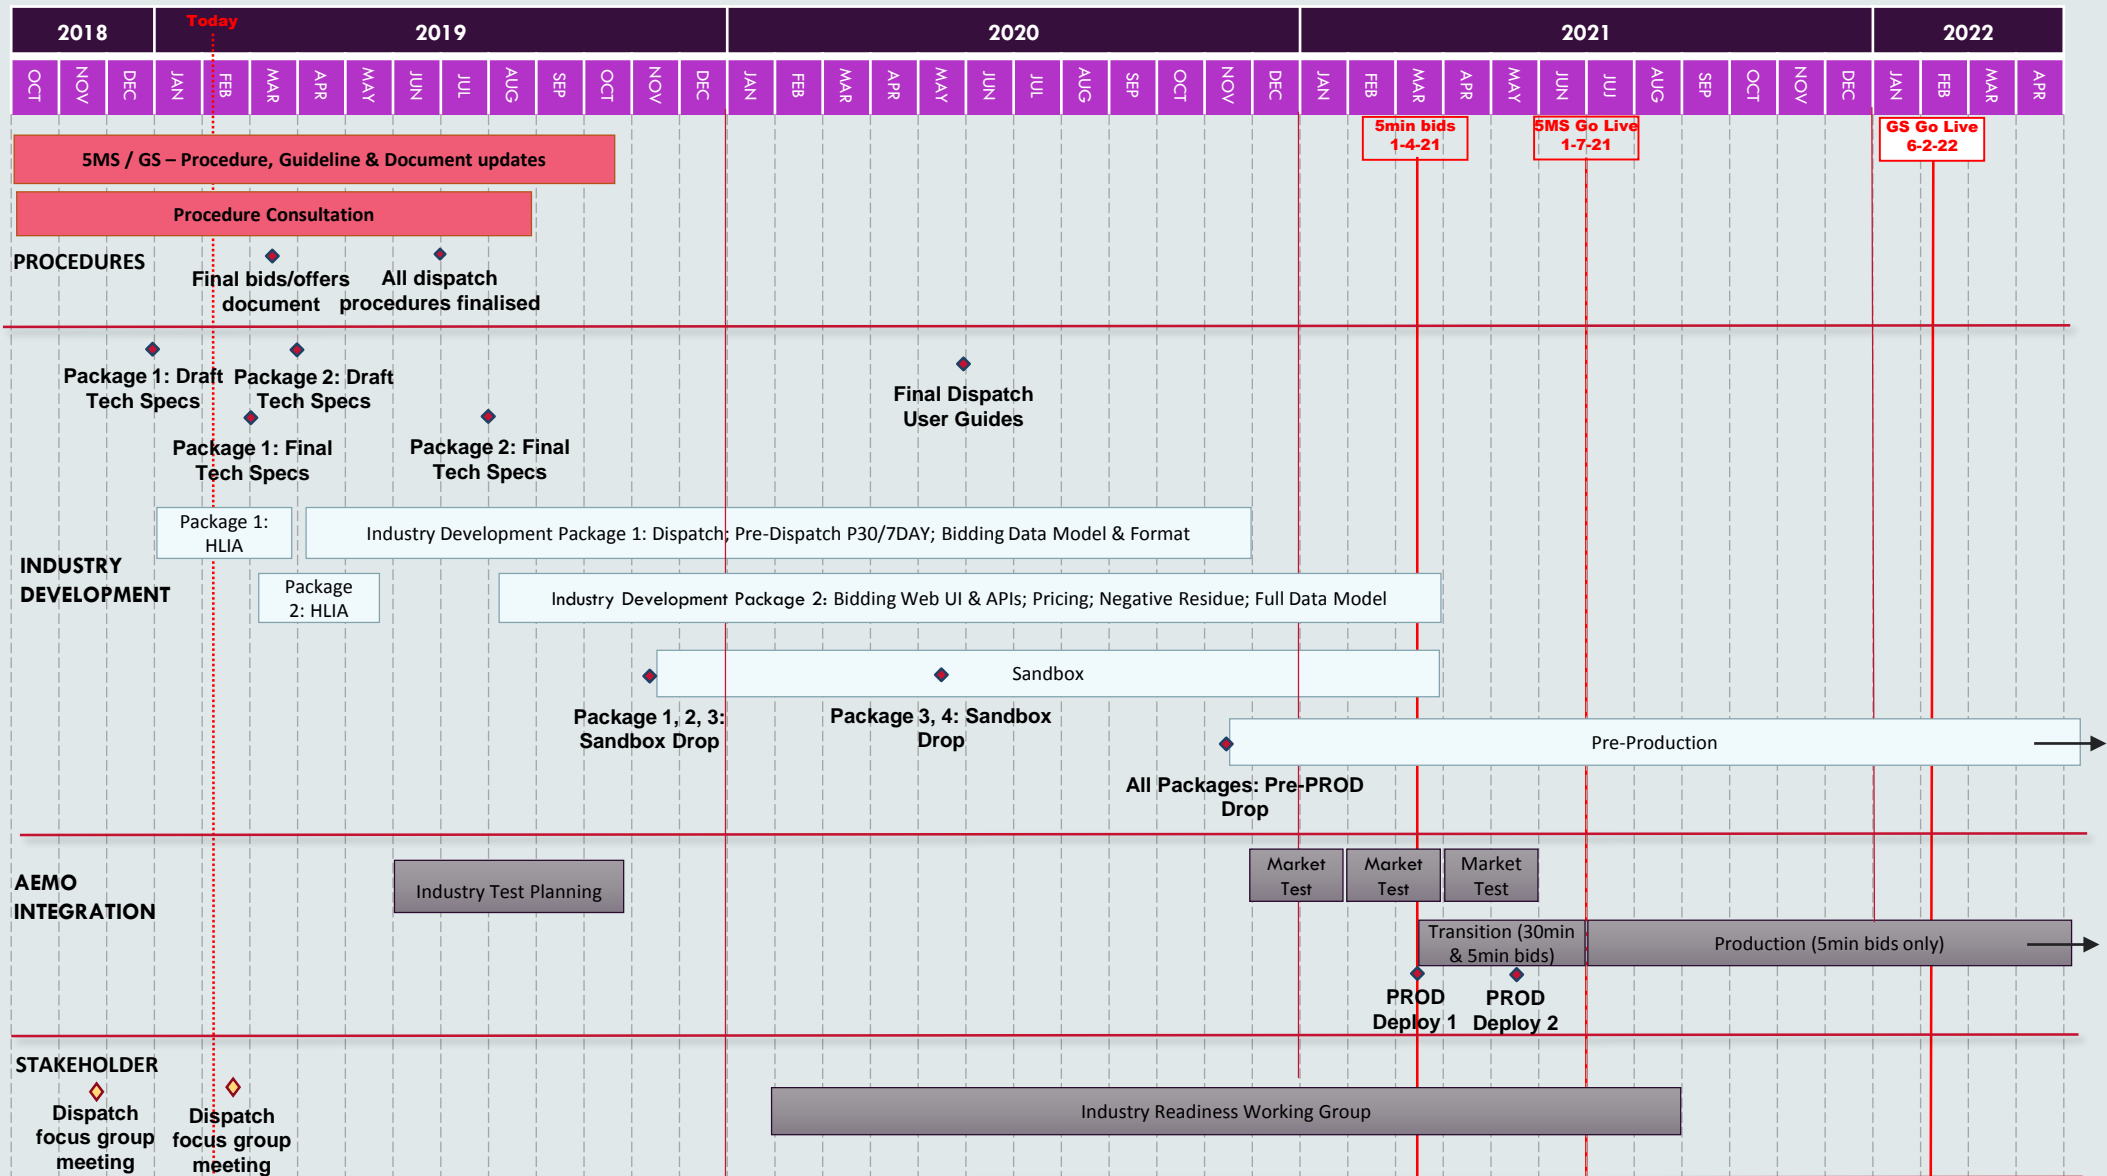 Today
2018
2019
2020
2021
2022
OCT NOV DEC JAN FEB MAR APR MAY JUN JUL AUG SEP OCT NOV DEC JAN FEB MAR APR MAY JUN JUL AUG SEP OCT NOV DEC JAN FEB MAR APR MAY JUN JUJ AUG SEP OCT NOV DEC JAN FEB MAR APR
5min bids
1-4-21
5MS Go Live
1-7-21
GS Go Live
6-2-22
5MS / GS – Procedure, Guideline & Document updates
Procedure Consultation
PROCEDURES
Final bids/offers
document
All dispatch
procedures finalised
Package 1: Draft
Tech Specs
Package 2: Draft
Tech Specs
Final Dispatch
User Guides
Package 1: Final
Tech Specs
Package 2: Final
Tech Specs
Package 1:
HLIA
Industry Development Package 1: Dispatch; Pre-Dispatch P30/7DAY; Bidding Data Model & Format
INDUSTRY
DEVELOPMENT
Package
2: HLIA
Industry Development Package 2: Bidding Web UI & APIs; Pricing; Negative Residue; Full Data Model
Sandbox
Package 1, 2, 3:
Sandbox Drop
Package 3, 4: Sandbox
Drop
Pre-Production
All Packages: Pre-PROD
Drop
AEMO
INTEGRATION
Industry Test Planning
Market
Test
Market
Test
Market
Test
Transition (30min
& 5min bids)
Production (5min bids only)
PROD
Deploy 1
PROD
Deploy 2
STAKEHOLDER
Dispatch
focus group
meeting
Dispatch
focus group
meeting
Industry Readiness Working Group